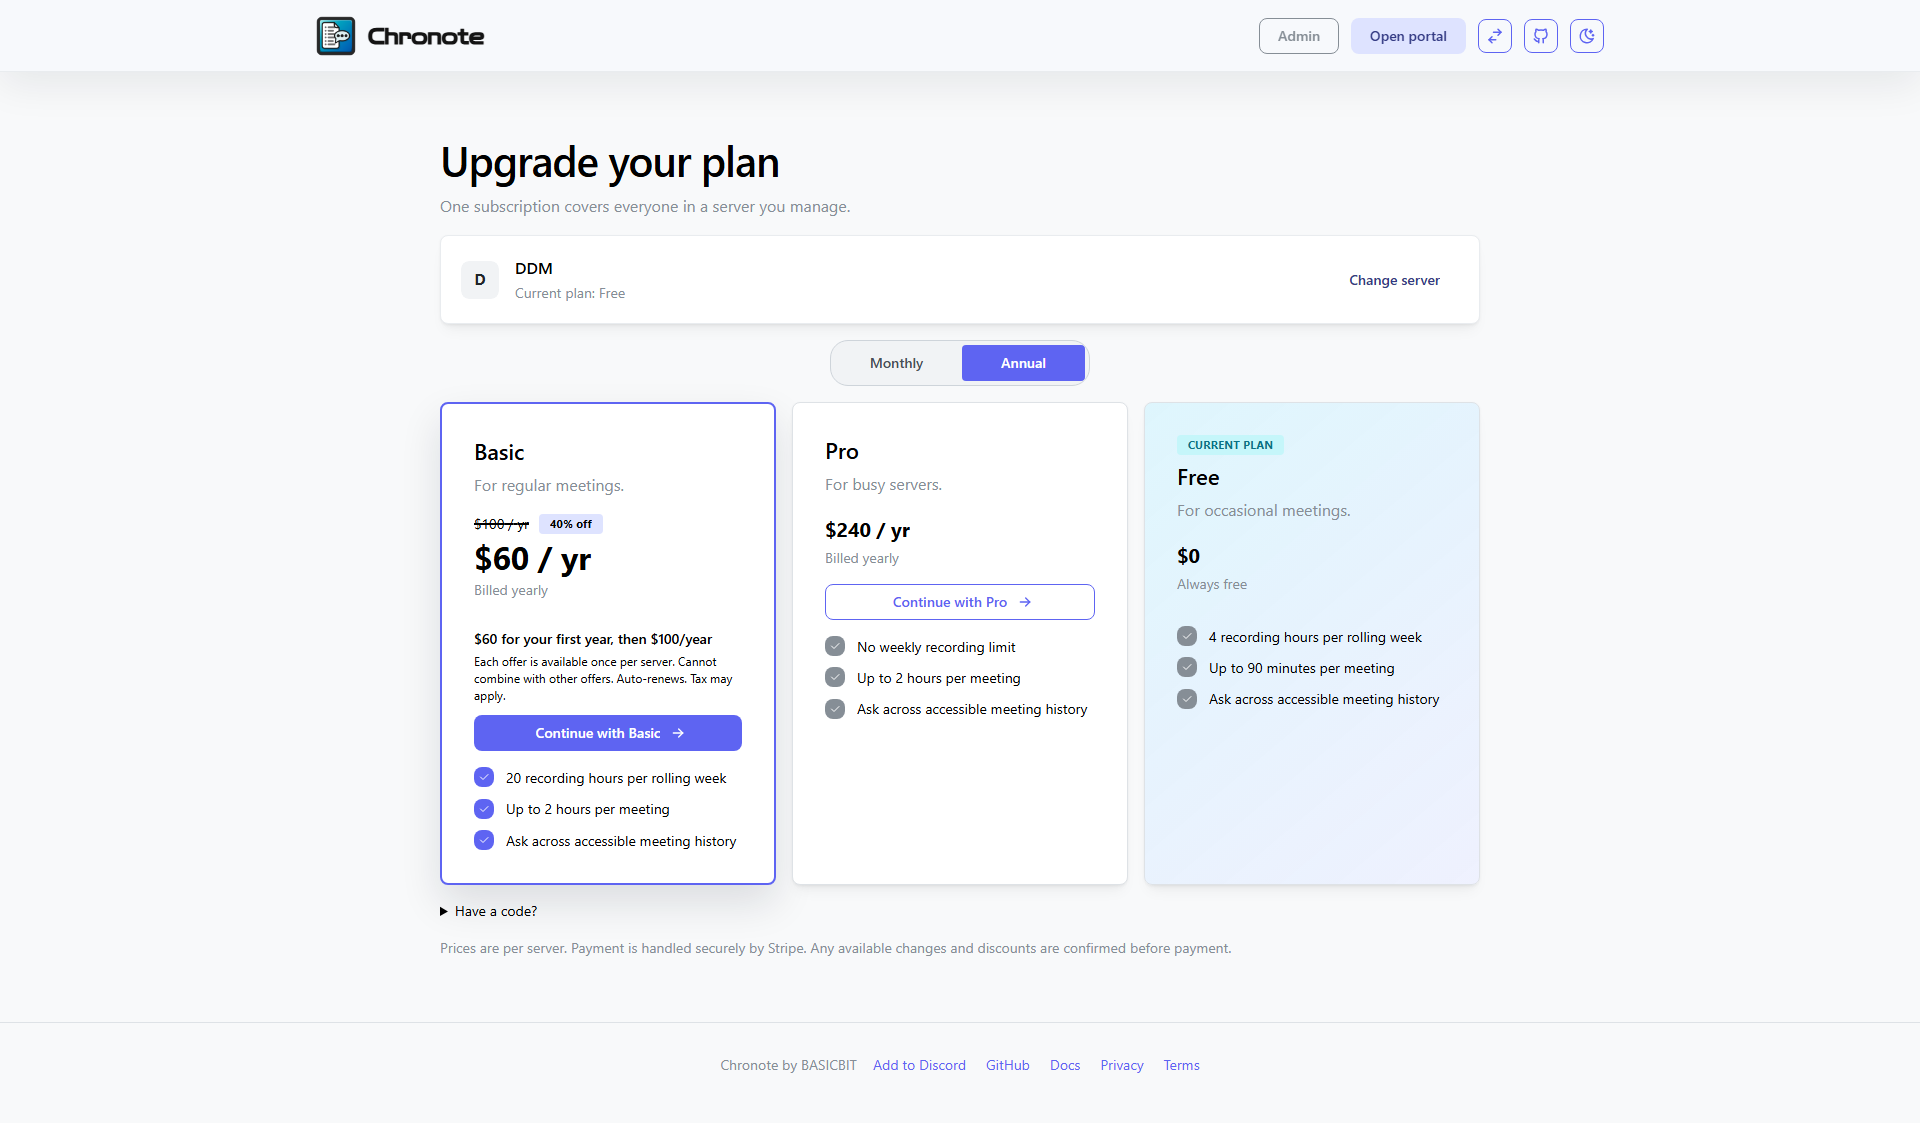 Chronote
Admin
Open portal
Upgrade your plan
One subscription covers everyone in a server you manage.
D
DDM
Current plan: Free
Change server
Monthly
Annual
Basic
For regular meetings.
$100 / yr
40% off
$60 / yr
Billed yearly
$60 for your first year, then $100/year
Each offer is available once per server. Cannot
combine with other offers. Auto-renews. Tax may
apply.
Continue with Basic
20 recording hours per rolling week
Up to 2 hours per meeting
Ask across accessible meeting history
Pro
For busy servers.
$240 / yr
Billed yearly
Continue with Pro
No weekly recording limit
Up to 2 hours per meeting
Ask across accessible meeting history
CURRENT PLAN
Free
For occasional meetings.
$0
Always free
4 recording hours per rolling week
Up to 90 minutes per meeting
Ask across accessible meeting history
Have a code?
Prices are per server. Payment is handled securely by Stripe. Any available changes and discounts are confirmed before payment.
Chronote by BASICBIT
Add to Discord
GitHub
Docs
Privacy
Terms